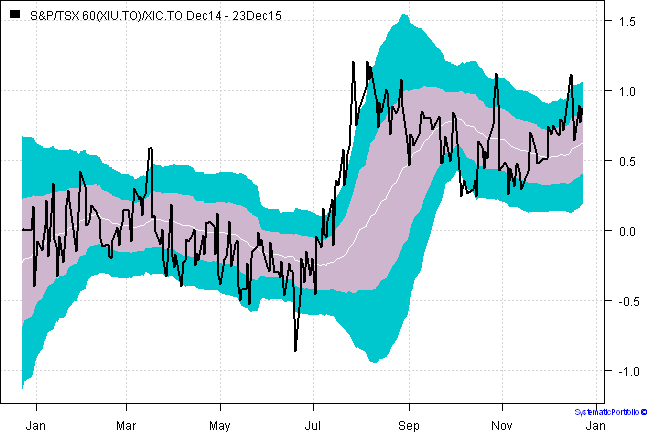 S&P/TSX 60(XIU.TO)/XIC.TO Dec14 - 23Dec15
1.5
1.0
0.5
0.0
-0.5
-1.0
Jan Mar May Jul Sep Nov Jan
SystematicPortfolio ©